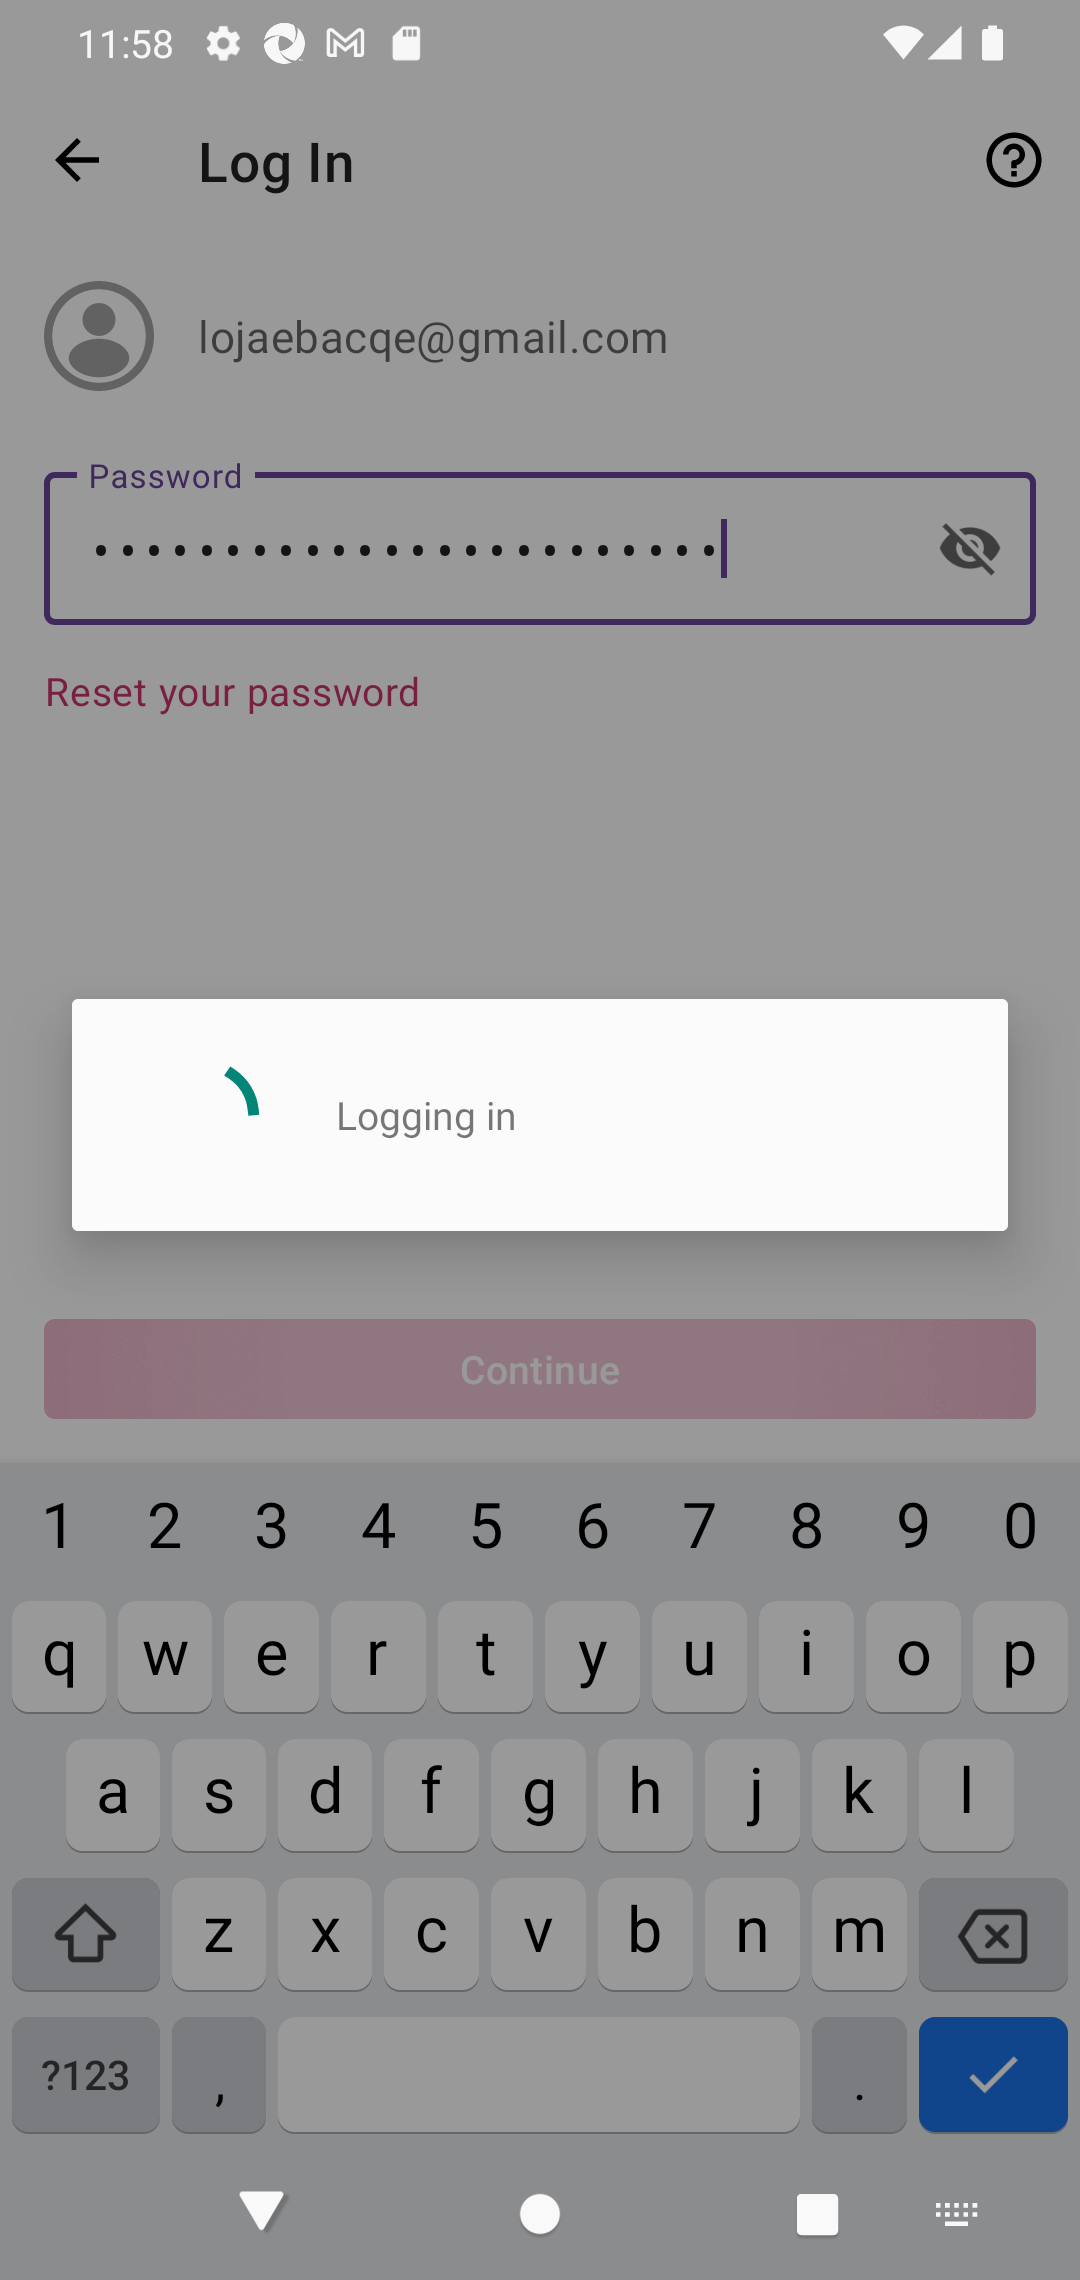 11:58
Log In
lojaebacqe@gmail.com
Password
••••••••••••••••••••••••
Reset your password
Logging in
Continue
1 2 3 4 5 6 7 8 9 0
q w e r t y u i o p
a s d f g h j k l
z x c v b n m
?123 , .